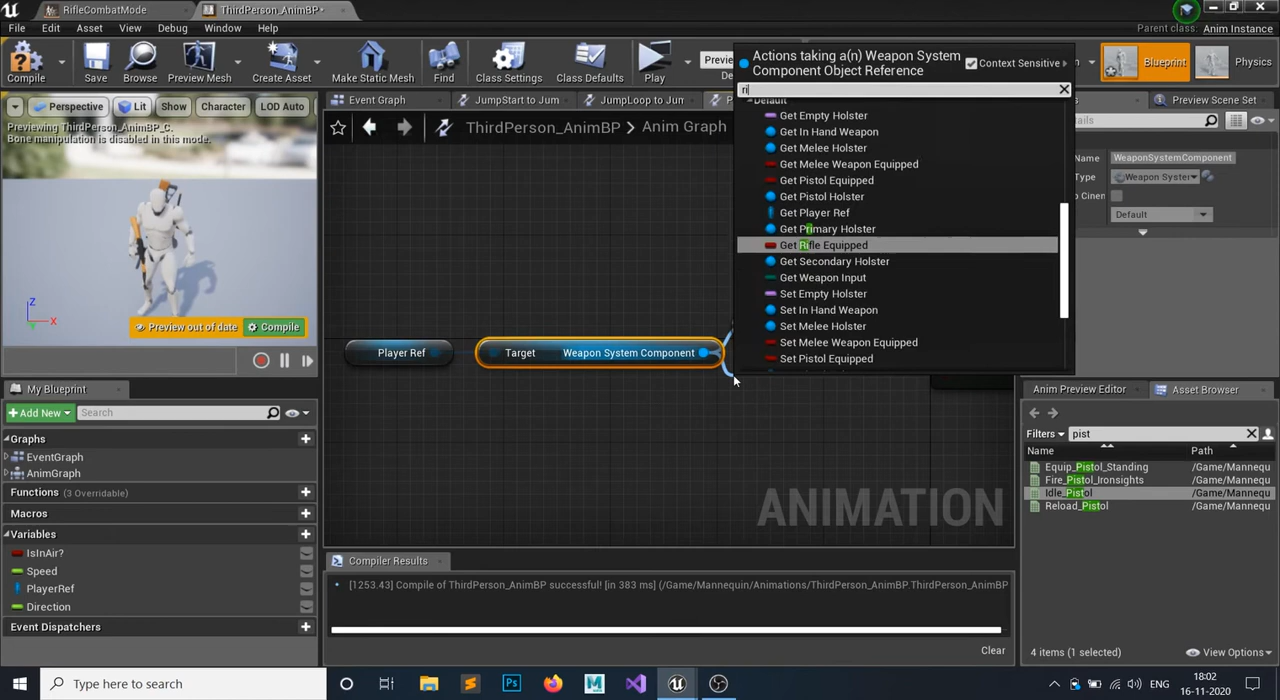 RifleCombatMode
ThirdPerson_AnimBP*
File
Edit
Asset
View
Debug
Window
Help
Parent class: Anim Instance
Compile
Save
Browse
Preview Mesh
Create Asset
Make Static Mesh
Find
Class Settings
Class Defaults
Play
Blueprint
Physics
Actions taking a(n) Weapon System
Component Object Reference
Context Sensitive
ri
Default
Get Empty Holster
Get In Hand Weapon
Get Melee Holster
Get Melee Weapon Equipped
Get Pistol Equipped
Get Pistol Holster
Get Player Ref
Get Primary Holster
Get Rifle Equipped
Get Secondary Holster
Get Weapon Input
Set Empty Holster
Set In Hand Weapon
Set Melee Holster
Set Melee Weapon Equipped
Set Pistol Equipped
Perspective
Lit
Show
Character
LOD Auto
Previewing ThirdPerson_AnimBP_C.
Bone manipulation is disabled in this mode.
Z
X
Preview out of date
Compile
Event Graph
JumpStart to Jum
JumpLoop to Jum
ThirdPerson_AnimBP
Anim Graph
Player Ref
Target
Weapon System Component
ANIMATION
Preview Scene Set
Name
WeaponSystemComponent
Type
Weapon Syster
Default
My Blueprint
Add New
Search
Graphs
EventGraph
AnimGraph
Functions (3 Overridable)
Macros
Variables
IsInAir?
Speed
PlayerRef
Direction
Event Dispatchers
Compiler Results
[1253.43] Compile of ThirdPerson_AnimBP successful! [in 383 ms] (/Game/Mannequin/Animations/ThirdPerson_AnimBP.ThirdPerson_AnimBP
Clear
Anim Preview Editor
Asset Browser
Filters
pist
Name
Path
Equip_Pistol_Standing
/Game/Mannequ
Fire_Pistol_Ironsights
/Game/Mannequ
Idle_Pistol
/Game/Mannequ
Reload_Pistol
/Game/Mannequ
4 items (1 selected)
View Options
Type here to search
ENG
18:02
16-11-2020